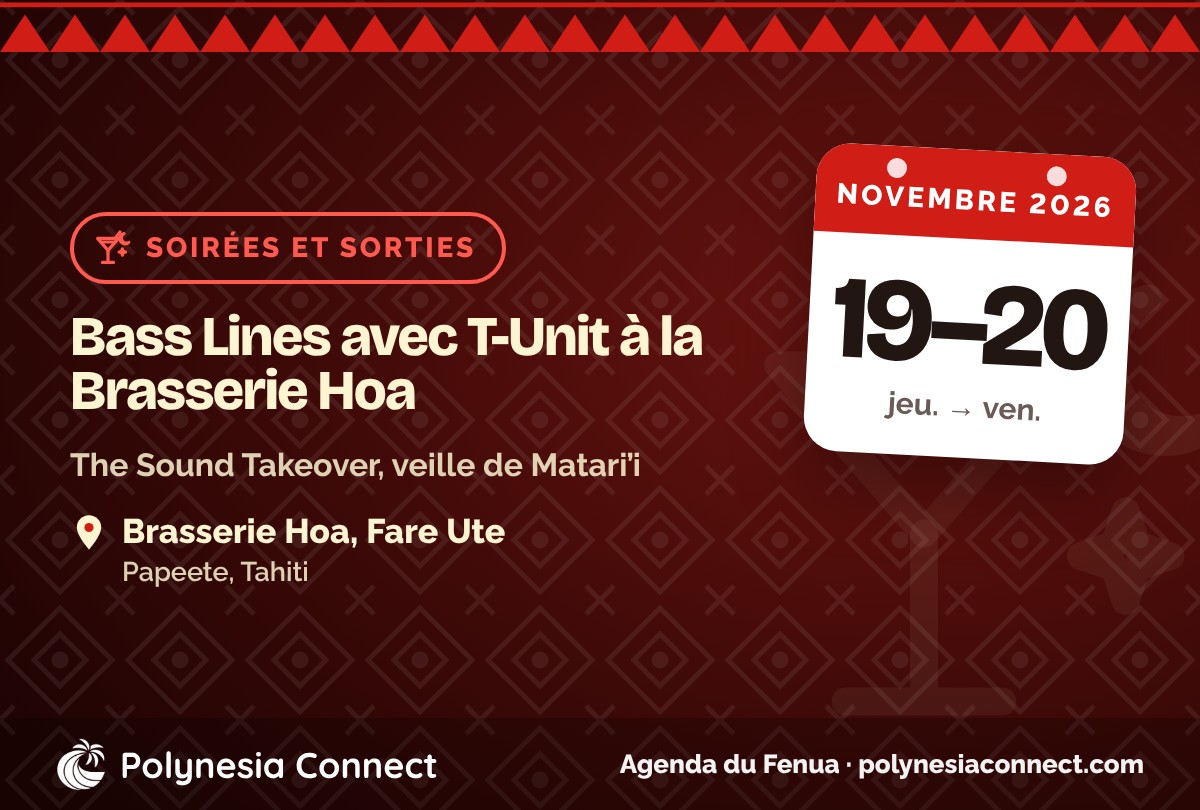 SOIRÉES ET SORTIES
Bass Lines avec T-Unit à la
Brasserie Hoa
The Sound Takeover, veille de Matari’i
Brasserie Hoa, Fare Ute
Papeete, Tahiti
NOVEMBRE 2026
19–20
jeu. → ven.
Polynesia Connect
Agenda du Fenua · polynesiaconnect.com